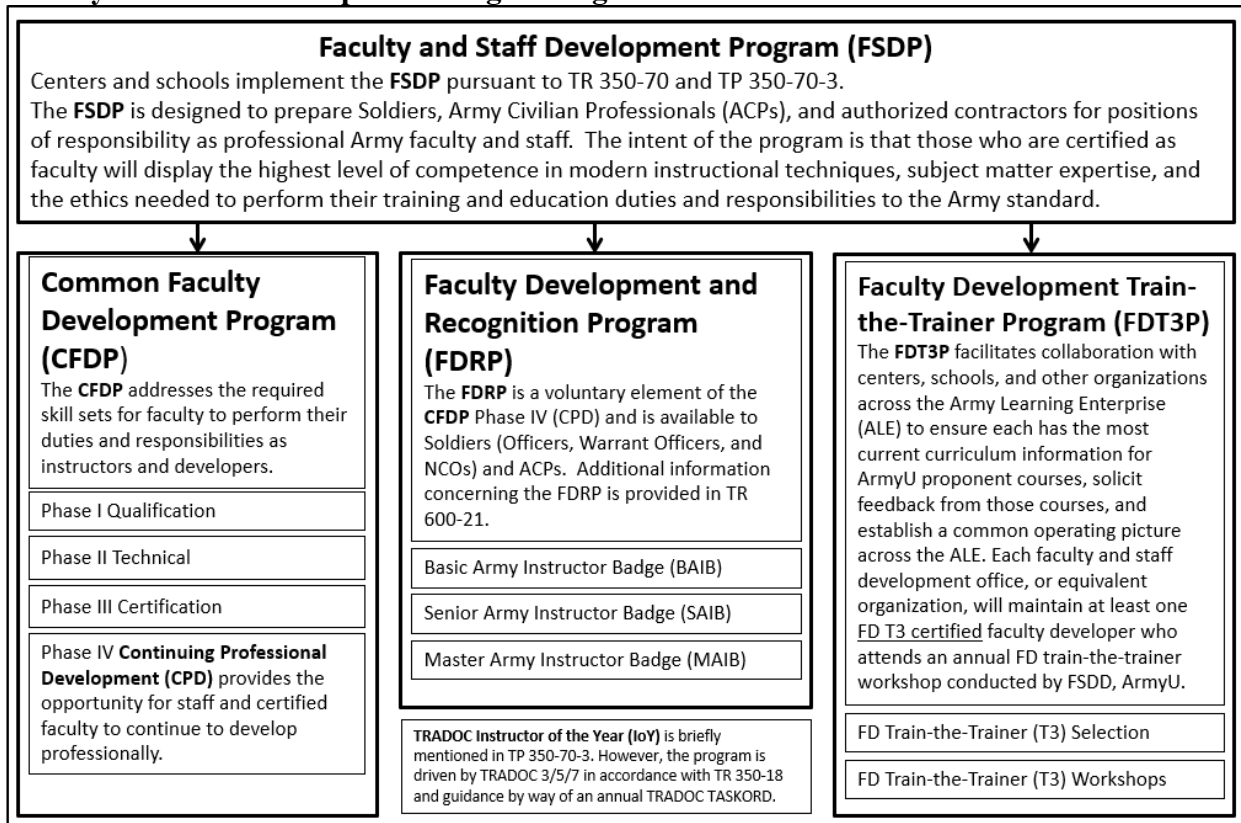 Faculty and Staff Development Program (FSDP)
Centers and schools implement the FSDP pursuant to TR 350-70 and TP 350-70-3.
The FSDP is designed to prepare Soldiers, Army Civilian Professionals (ACPs), and authorized contractors for positions
of responsibility as professional Army faculty and staff.  The intent of the program is that those who are certified as
faculty will display the highest level of competence in modern instructional techniques, subject matter expertise, and
the ethics needed to perform their training and education duties and responsibilities to the Army standard.
Common Faculty
Development Program
(CFDP)
The CFDP addresses the required
skill sets for faculty to perform their
duties and responsibilities as
instructors and developers.
Phase I Qualification
Phase II Technical
Phase III Certification
Phase IV Continuing Professional
Development (CPD) provides the
opportunity for staff and certified
faculty to continue to develop
professionally.
Faculty Development and
Recognition Program
(FDRP)
The FDRP is a voluntary element of the
CFDP Phase IV (CPD) and is available to
Soldiers (Officers, Warrant Officers, and
NCOs) and ACPs.  Additional information
concerning the FDRP is provided in TR
600-21.
Basic Army Instructor Badge (BAIB)
Senior Army Instructor Badge (SAIB)
Master Army Instructor Badge (MAIB)
TRADOC Instructor of the Year (IoY) is briefly
mentioned in TP 350-70-3. However, the program is
driven by TRADOC 3/5/7 in accordance with TR 350-18
and guidance by way of an annual TRADOC TASKORD.
Faculty Development Train-
the-Trainer Program (FDT3P)
The FDT3P facilitates collaboration with
centers, schools, and other organizations
across the Army Learning Enterprise
(ALE) to ensure each has the most
current curriculum information for
ArmyU proponent courses, solicit
feedback from those courses, and
establish a common operating picture
across the ALE. Each faculty and staff
development office, or equivalent
organization, will maintain at least one
FD T3 certified faculty developer who
attends an annual FD train-the-trainer
workshop conducted by FSDD, ArmyU.
FD Train-the-Trainer (T3) Selection
FD Train-the-Trainer (T3) Workshops